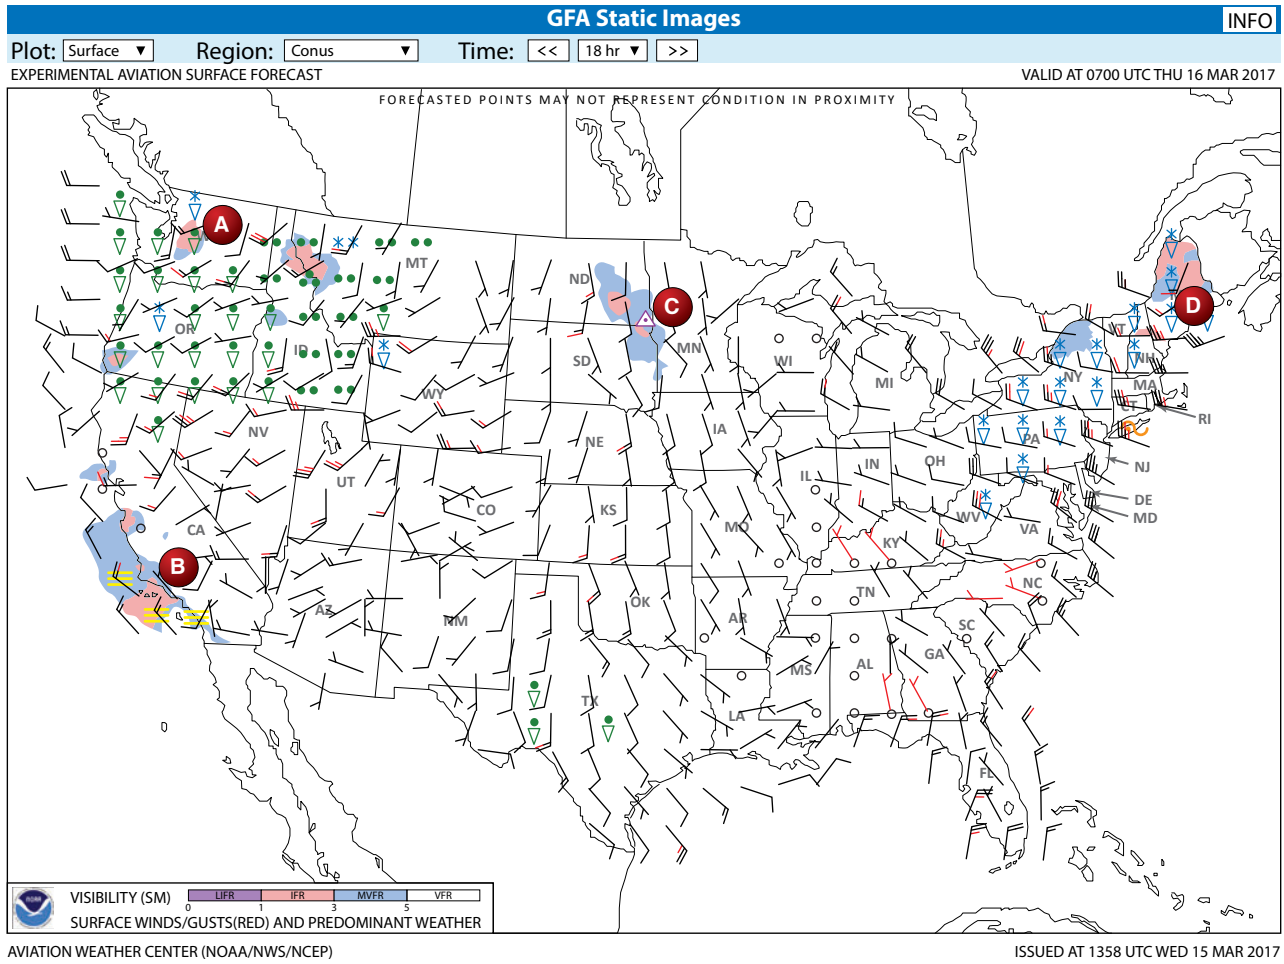 GFA Static Images
INFO
Plot: Surface Region: Conus Time: << 18 hr >>
EXPERIMENTAL AVIATION SURFACE FORECAST VALID AT 0700 UTC THU 16 MAR 2017
FORECASTED POINTS MAY NOT REPRESENT CONDITION IN PROXIMITY
A
MT
ND
C
D
VT
OR
ID
SD
MN
WI
MI
NY
NH
MA
WY
CT
RI
NV
NE
IA
PA
OH
IN
NJ
UT
IL
CO
KS
DE
MD
CA
MO
WV
VA
KY
B
NC
TN
AZ
NM
OK
AR
SC
GA
MS
AL
TX
LA
FL
NOAA
VISIBILITY (SM) LIFR IFR MVFR VFR
0 1 3 5
SURFACE WINDS/GUSTS(RED) AND PREDOMINANT WEATHER
AVIATION WEATHER CENTER (NOAA/NWS/NCEP) ISSUED AT 1358 UTC WED 15 MAR 2017